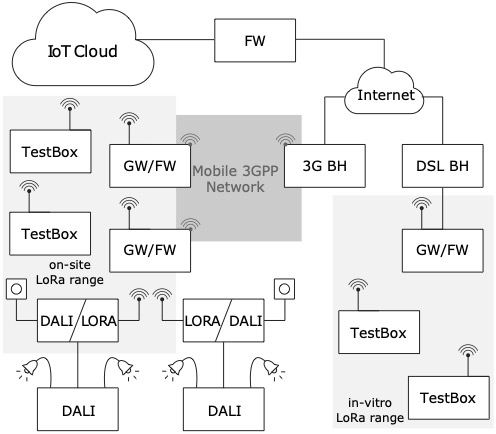 IoT Cloud
FW
Internet
TestBox
GW/FW
Mobile 3GPP
Network
3G BH
DSL BH
TestBox
GW/FW
GW/FW
on-site
LoRa range
DALI/LORA
LORA/DALI
TestBox
DALI
DALI
in-vitro
LoRa range
TestBox